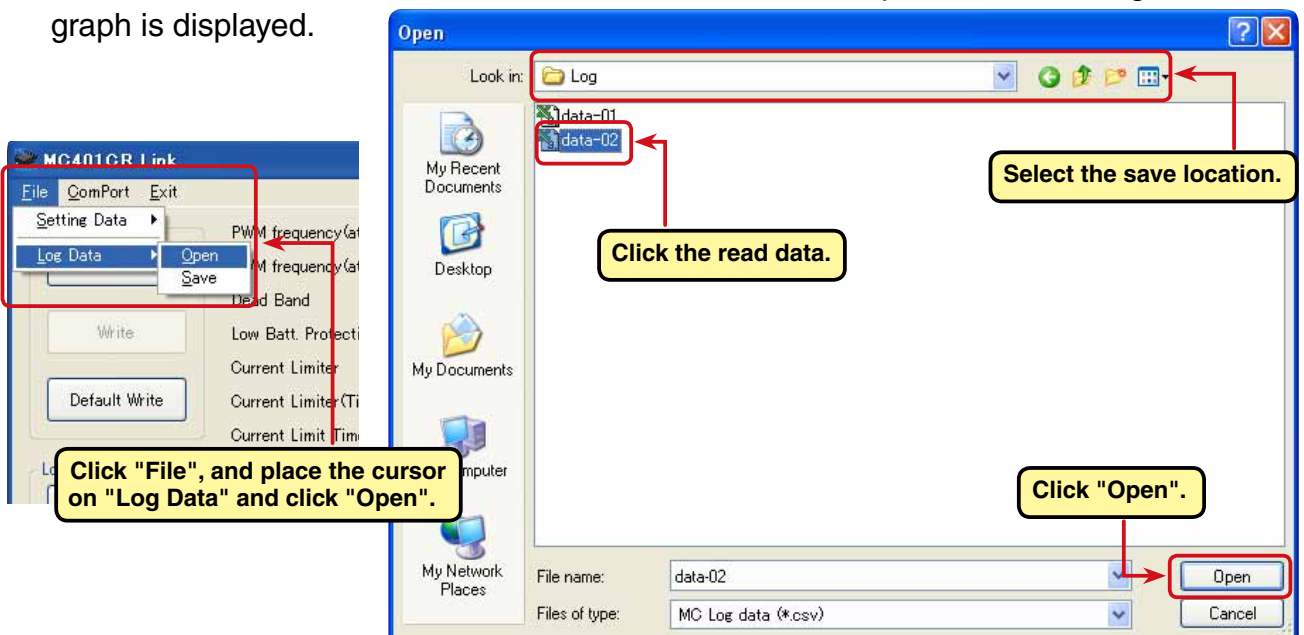 graph is displayed.
MC401CR Link
File ComPort Exit
Setting Data
Log Data
Open
Save
PWM frequency(at
M frequency(at
Dead Band
Write
Low Batt. Protecti
Current Limiter
Default Write
Current Limiter(Ti
Current Limit Tim
Click "File", and place the cursor
on "Log Data" and click "Open".
Open
Look in:
Log
data-01
data-02
My Recent
Documents
Desktop
My Documents
mputer
My Network
Places
Select the save location.
Click the read data.
Click "Open".
File name:
data-02
Open
Files of type:
MC Log data (*.csv)
Cancel